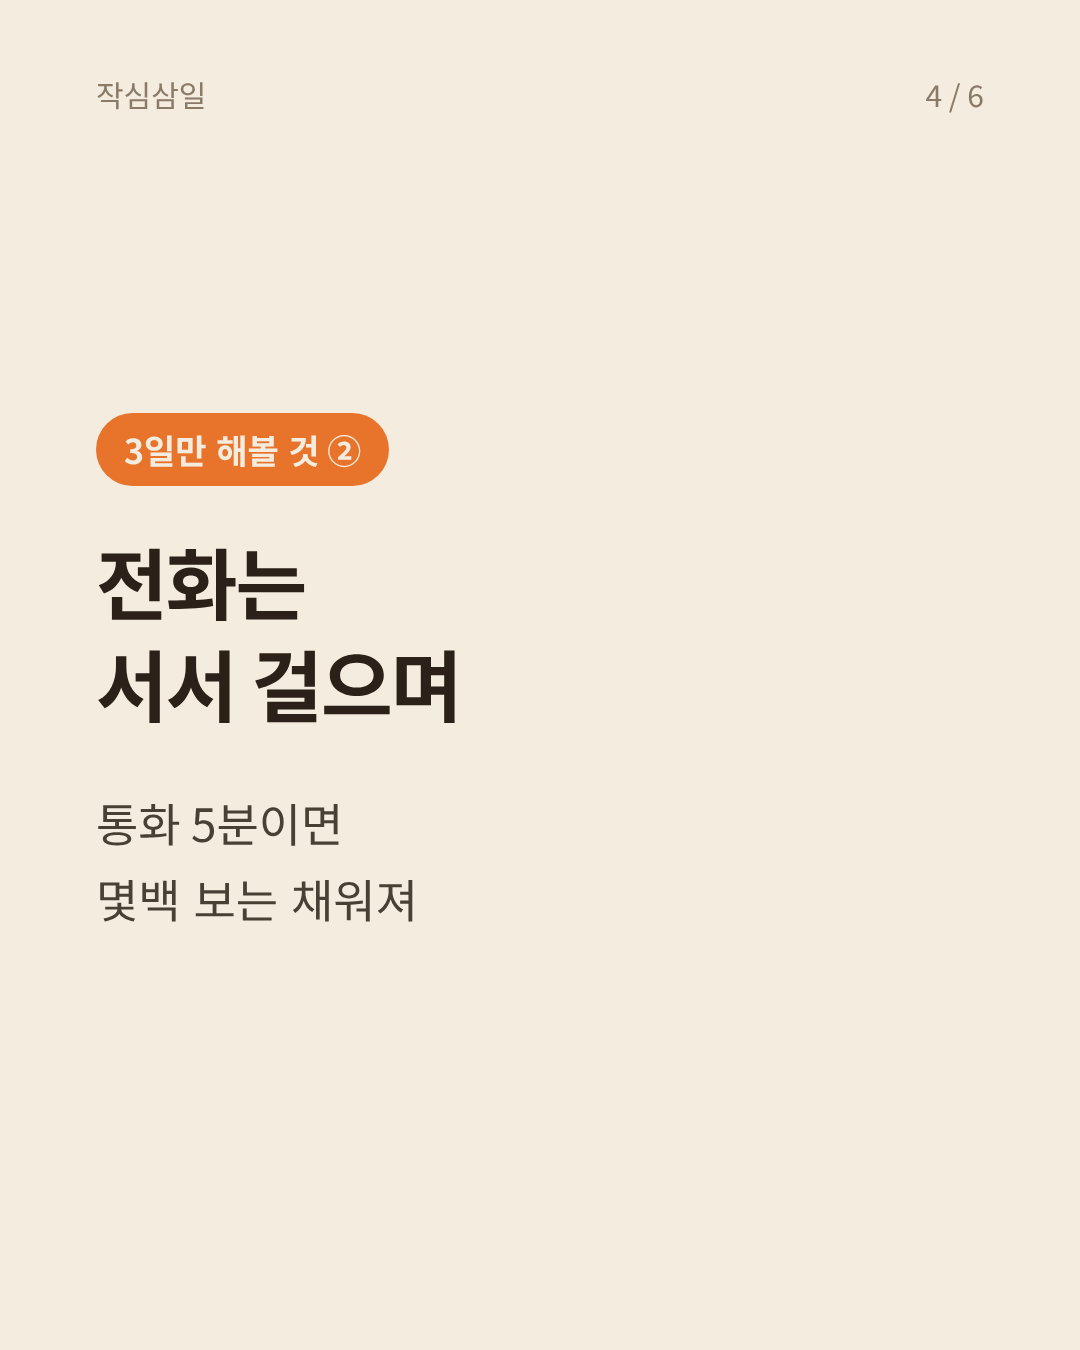 작심삼일
4 / 6
3일만 해볼 것 ②
전화는
서서 걸으며
통화 5분이면
몇백 보는 채워져